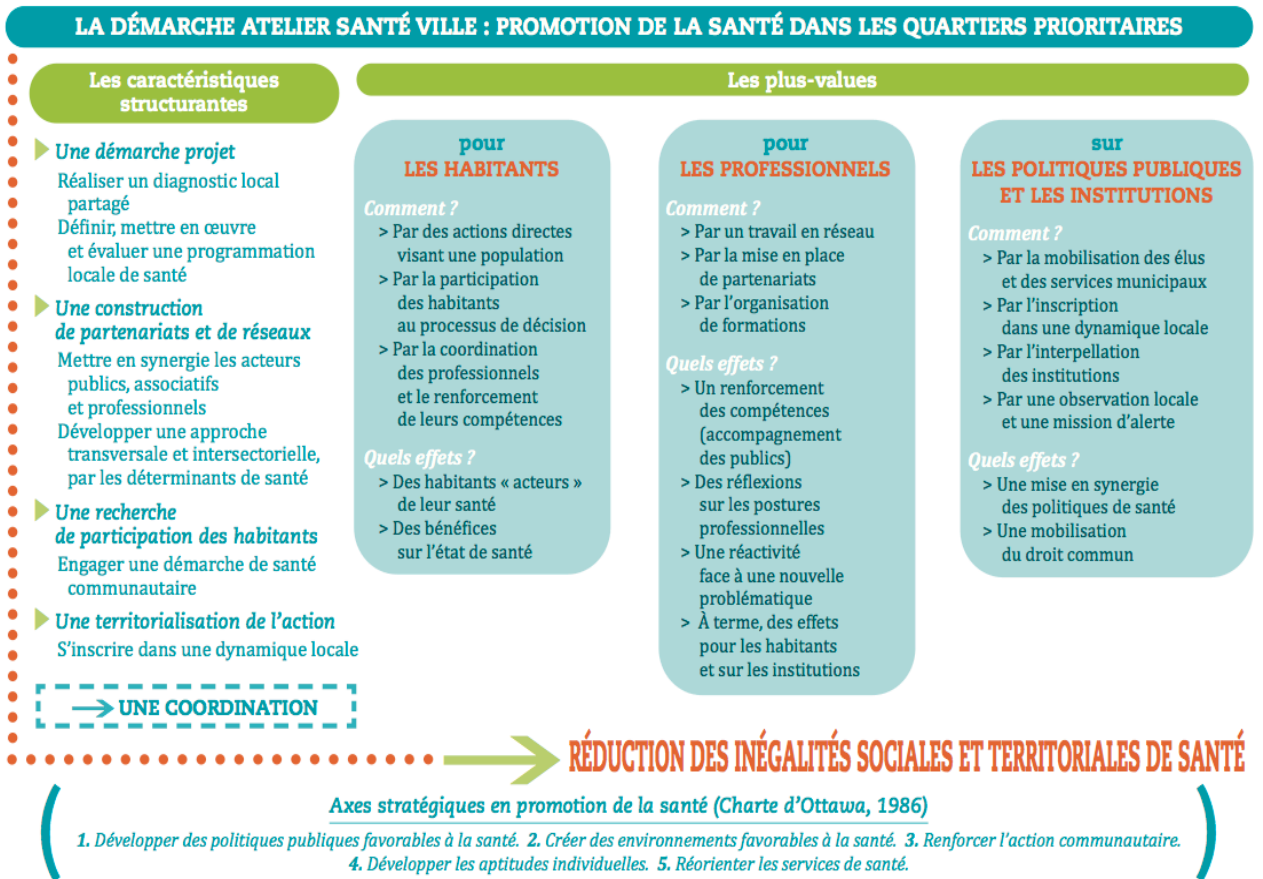 LA DÉMARCHE ATELIER SANTÉ VILLE : PROMOTION DE LA SANTÉ DANS LES QUARTIERS PRIORITAIRES
Les caractéristiques
structurantes
Une démarche projet
Réaliser un diagnostic local
partagé
Définir, mettre en œuvre
et évaluer une programmation
locale de santé
Une construction
de partenariats et de réseaux
Mettre en synergie les acteurs
publics, associatifs
et professionnels
Développer une approche
transversale et intersectorielle,
par les déterminants de santé
Une recherche
de participation des habitants
Engager une démarche de santé
communautaire
Une territorialisation de l'action
S'inscrire dans une dynamique locale
UNE COORDINATION
Les plus-values
pour
LES HABITANTS
Comment ?
> Par des actions directes
visant une population
> Par la participation
des habitants
au processus de décision
> Par la coordination
des professionnels
et le renforcement
de leurs compétences
Quels effets ?
> Des habitants « acteurs »
de leur santé
> Des bénéfices
sur l'état de santé
pour
LES PROFESSIONNELS
Comment ?
> Par un travail en réseau
> Par la mise en place
de partenariats
> Par l'organisation
de formations
Quels effets ?
> Un renforcement
des compétences
(accompagnement
des publics)
> Des réflexions
sur les postures
professionnelles
> Une réactivité
face à une nouvelle
problématique
> À terme, des effets
pour les habitants
et sur les institutions
sur
LES POLITIQUES PUBLIQUES
ET LES INSTITUTIONS
Comment ?
> Par la mobilisation des élus
et des services municipaux
> Par l'inscription
dans une dynamique locale
> Par l'interpellation
des institutions
> Par une observation locale
et une mission d'alerte
Quels effets ?
> Une mise en synergie
des politiques de santé
> Une mobilisation
du droit commun
RÉDUCTION DES INÉGALITÉS SOCIALES ET TERRITORIALES DE SANTÉ
Axes stratégiques en promotion de la santé (Charte d'Ottawa, 1986)
1. Développer des politiques publiques favorables à la santé. 2. Créer des environnements favorables à la santé. 3. Renforcer l'action communautaire.
4. Développer les aptitudes individuelles. 5. Réorienter les services de santé.